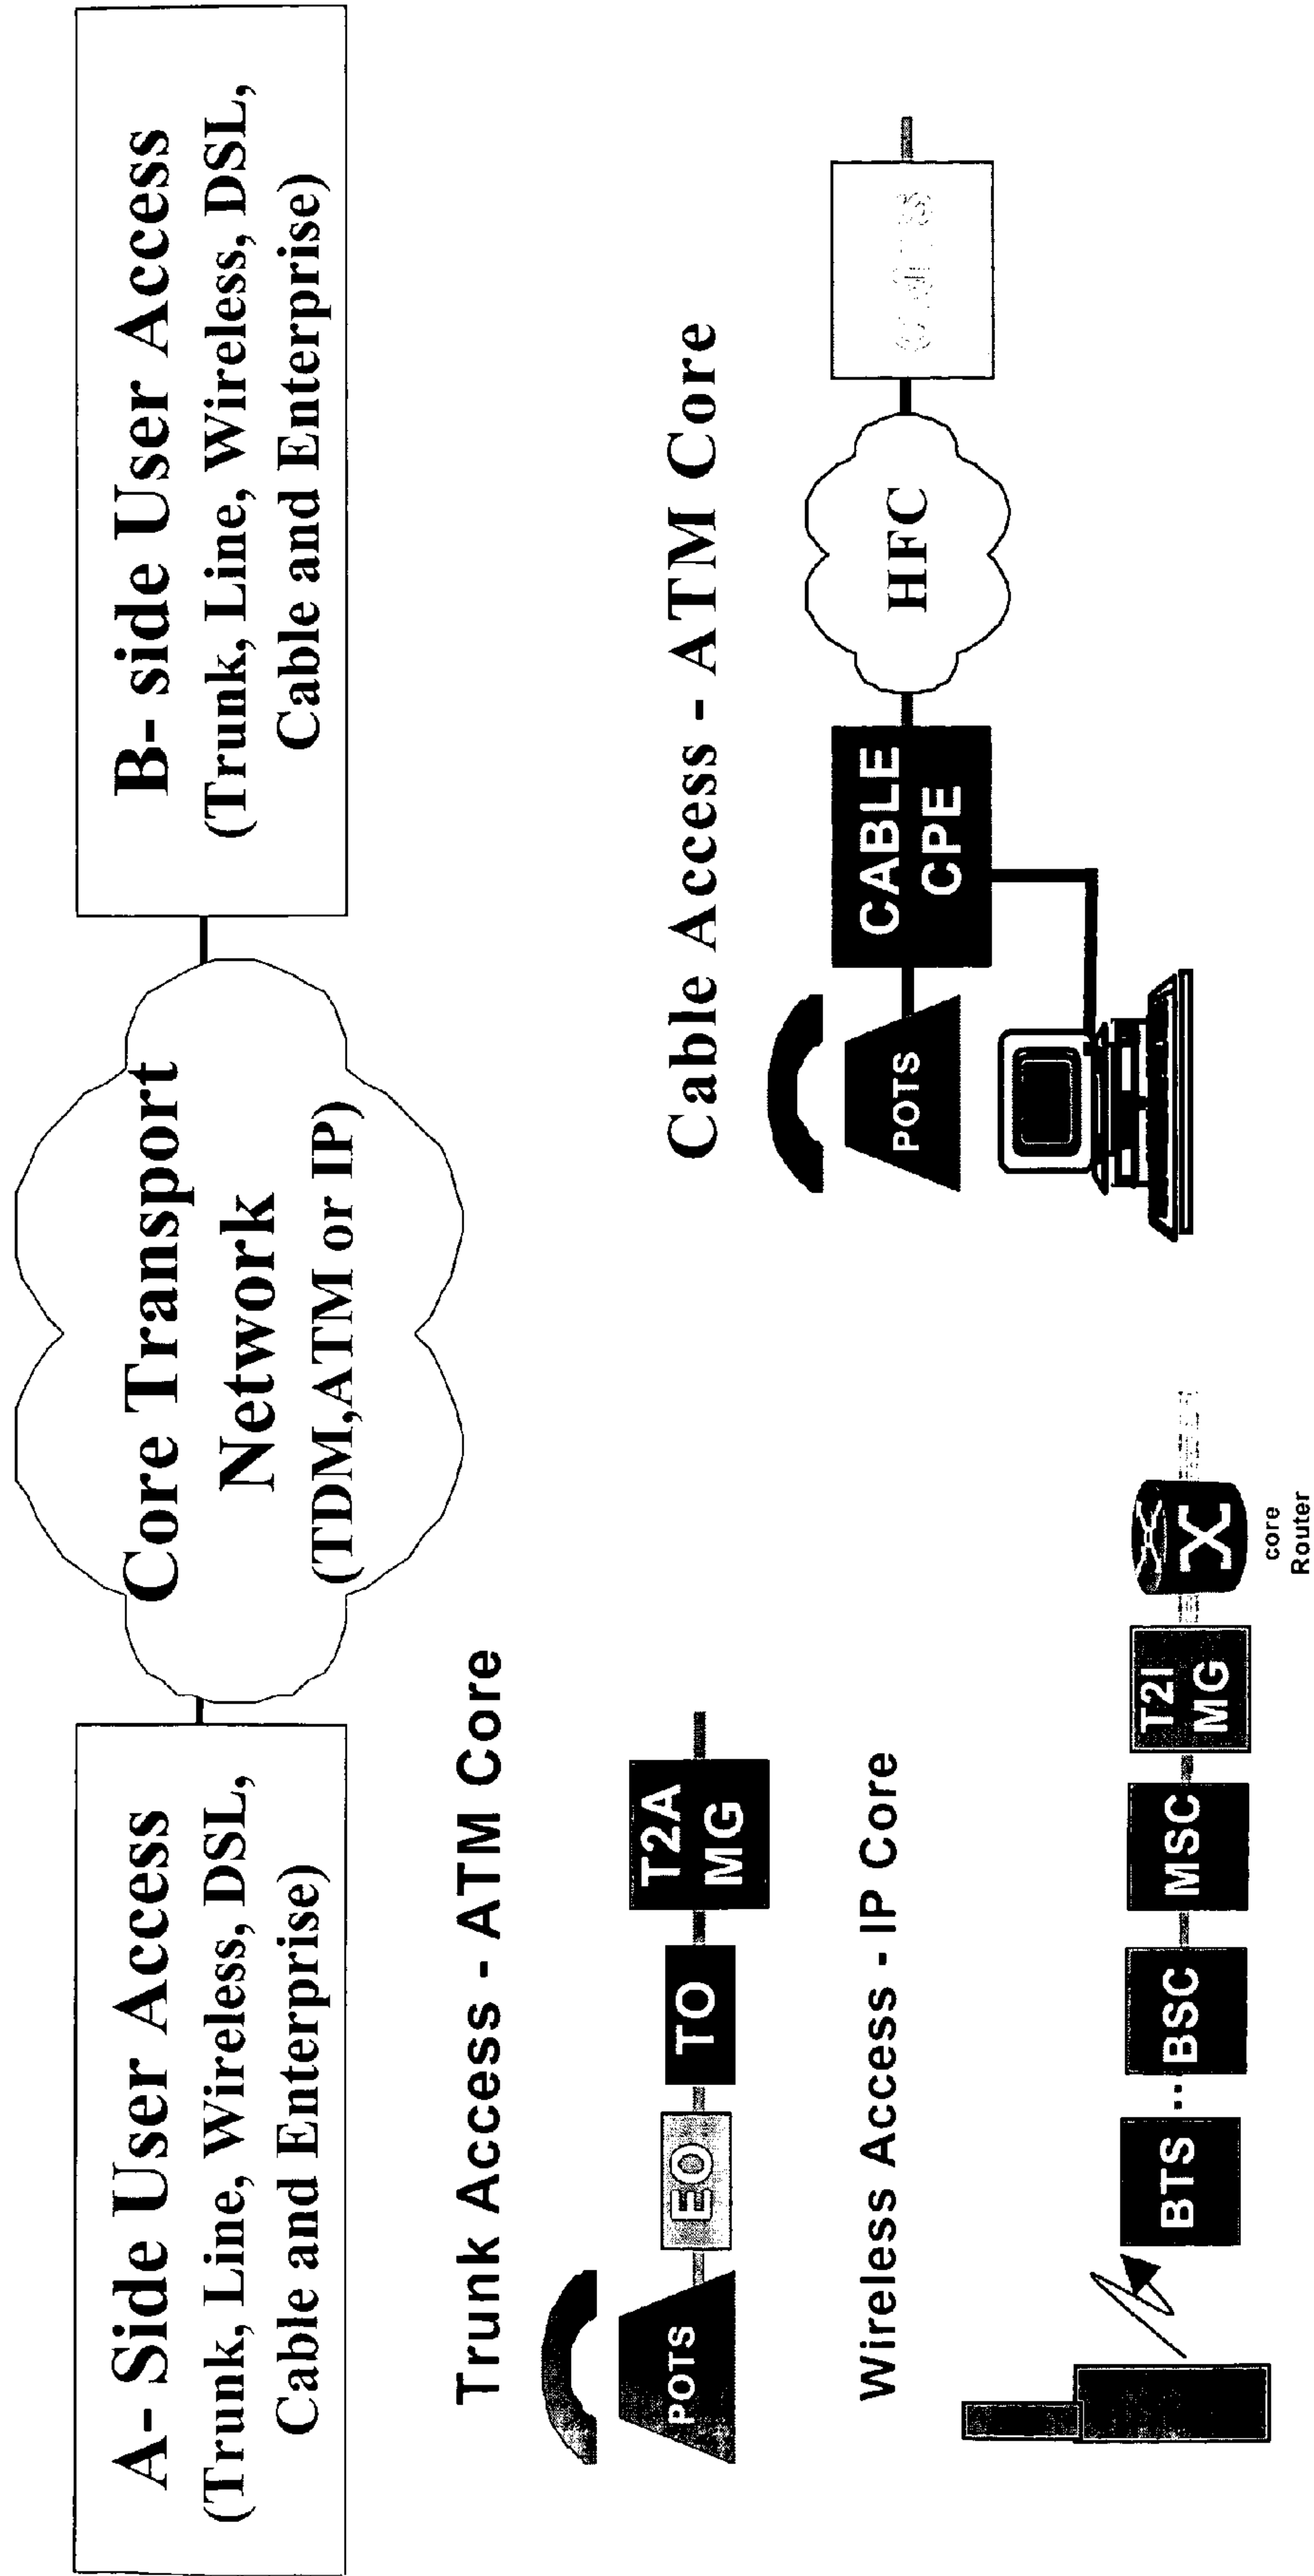 A- Side User Access
(Trunk, Line, Wireless, DSL,
Cable and Enterprise)
Core Transport
Network
(TDM,ATM or IP)
B- side User Access
(Trunk, Line, Wireless, DSL,
Cable and Enterprise)
Trunk Access - ATM Core
POTS
EO
TO
T2A
MG
Cable Access - ATM Core
POTS
CABLE
CPE
HFC
Wireless Access - IP Core
BTS
BSC
MSC
T2I
MG
core
Router